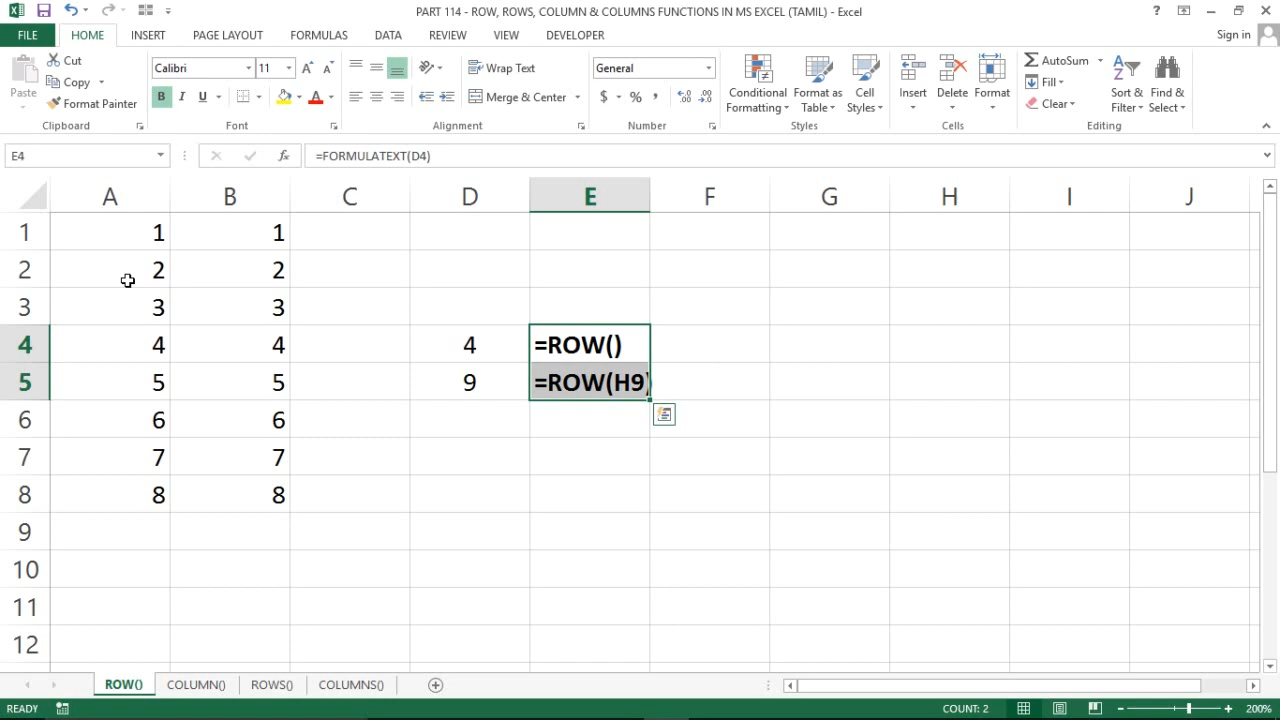 PART 114 - ROW, ROWS, COLUMN & COLUMNS FUNCTIONS IN MS EXCEL (TAMIL) - Excel
FILE HOME INSERT PAGE LAYOUT FORMULAS DATA REVIEW VIEW DEVELOPER Sign in
Paste
Cut
Copy
Format Painter
Clipboard
Calibri 11
B I U
Font
Wrap Text
Merge & Center
Alignment
General
$ % ,
Number
Conditional Formatting
Format as Table
Cell Styles
Styles
Insert Delete Format
Cells
AutoSum
Fill
Clear
Sort & Filter
Find & Select
Editing
E4 fx =FORMULATEXT(D4)
A B C D E F G H I J
1 1 1
2 2 2
3 3 3
4 4 4 4 =ROW()
5 5 5 9 =ROW(H9)
6 6 6
7 7 7
8 8 8
9
10
11
12
ROW() COLUMN() ROWS() COLUMNS()
READY COUNT: 2 200%